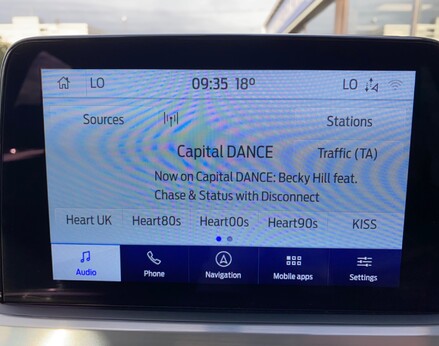 LO 09:35 18º LO
Sources Stations
Capital DANCE Traffic (TA)
Now on Capital DANCE: Becky Hill feat.
Chase & Status with Disconnect
Heart UK Heart80s Heart00s Heart90s KISS
Audio Phone Navigation Mobile apps Settings